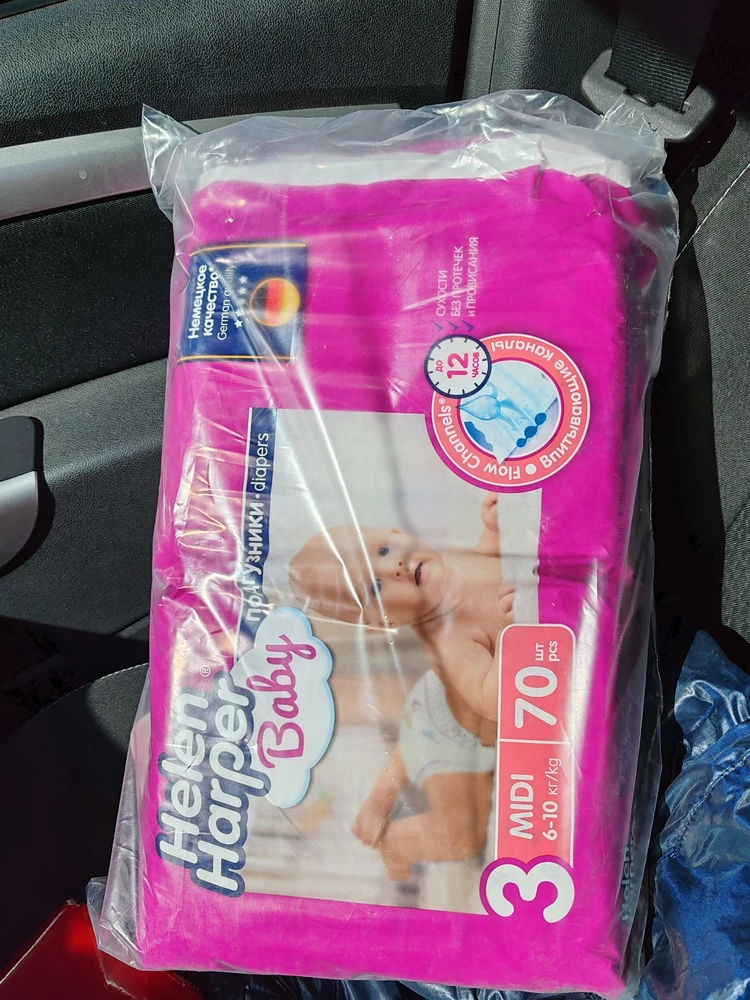 Helen
Harper®
Baby
подгузники · diapers
Немецкое
качество*
German quality
до
12
часов
СУХОСТИ
БЕЗ ПРОТЕЧЕК
И ПРОВИСАНИЯ
Flow Channels® • Впитывающие каналы
3
MIDI
6-10 кг/kg
70 шт
pcs